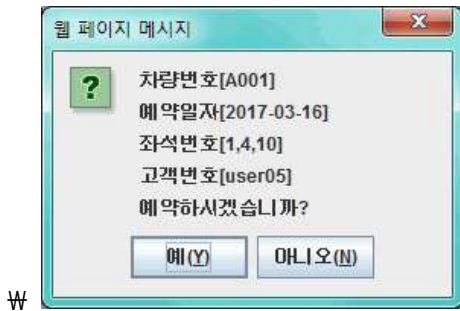 웹 페이지 메시지
x
?
차량번호[A001]
예약일자[2017-03-16]
좌석번호[1,4,10]
고객번호[user05]
예약하시겠습니까?
예(Y) 아니오(N)
₩